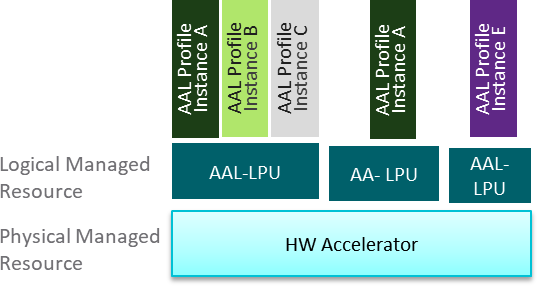 AAL Profile
Instance A
AAL Profile
Instance B
AAL Profile
Instance C
AAL Profile
Instance A
AAL Profile
Instance E
Logical Managed
Resource
AAL-LPU
AA- LPU
AAL-
LPU
Physical Managed
Resource
HW Accelerator